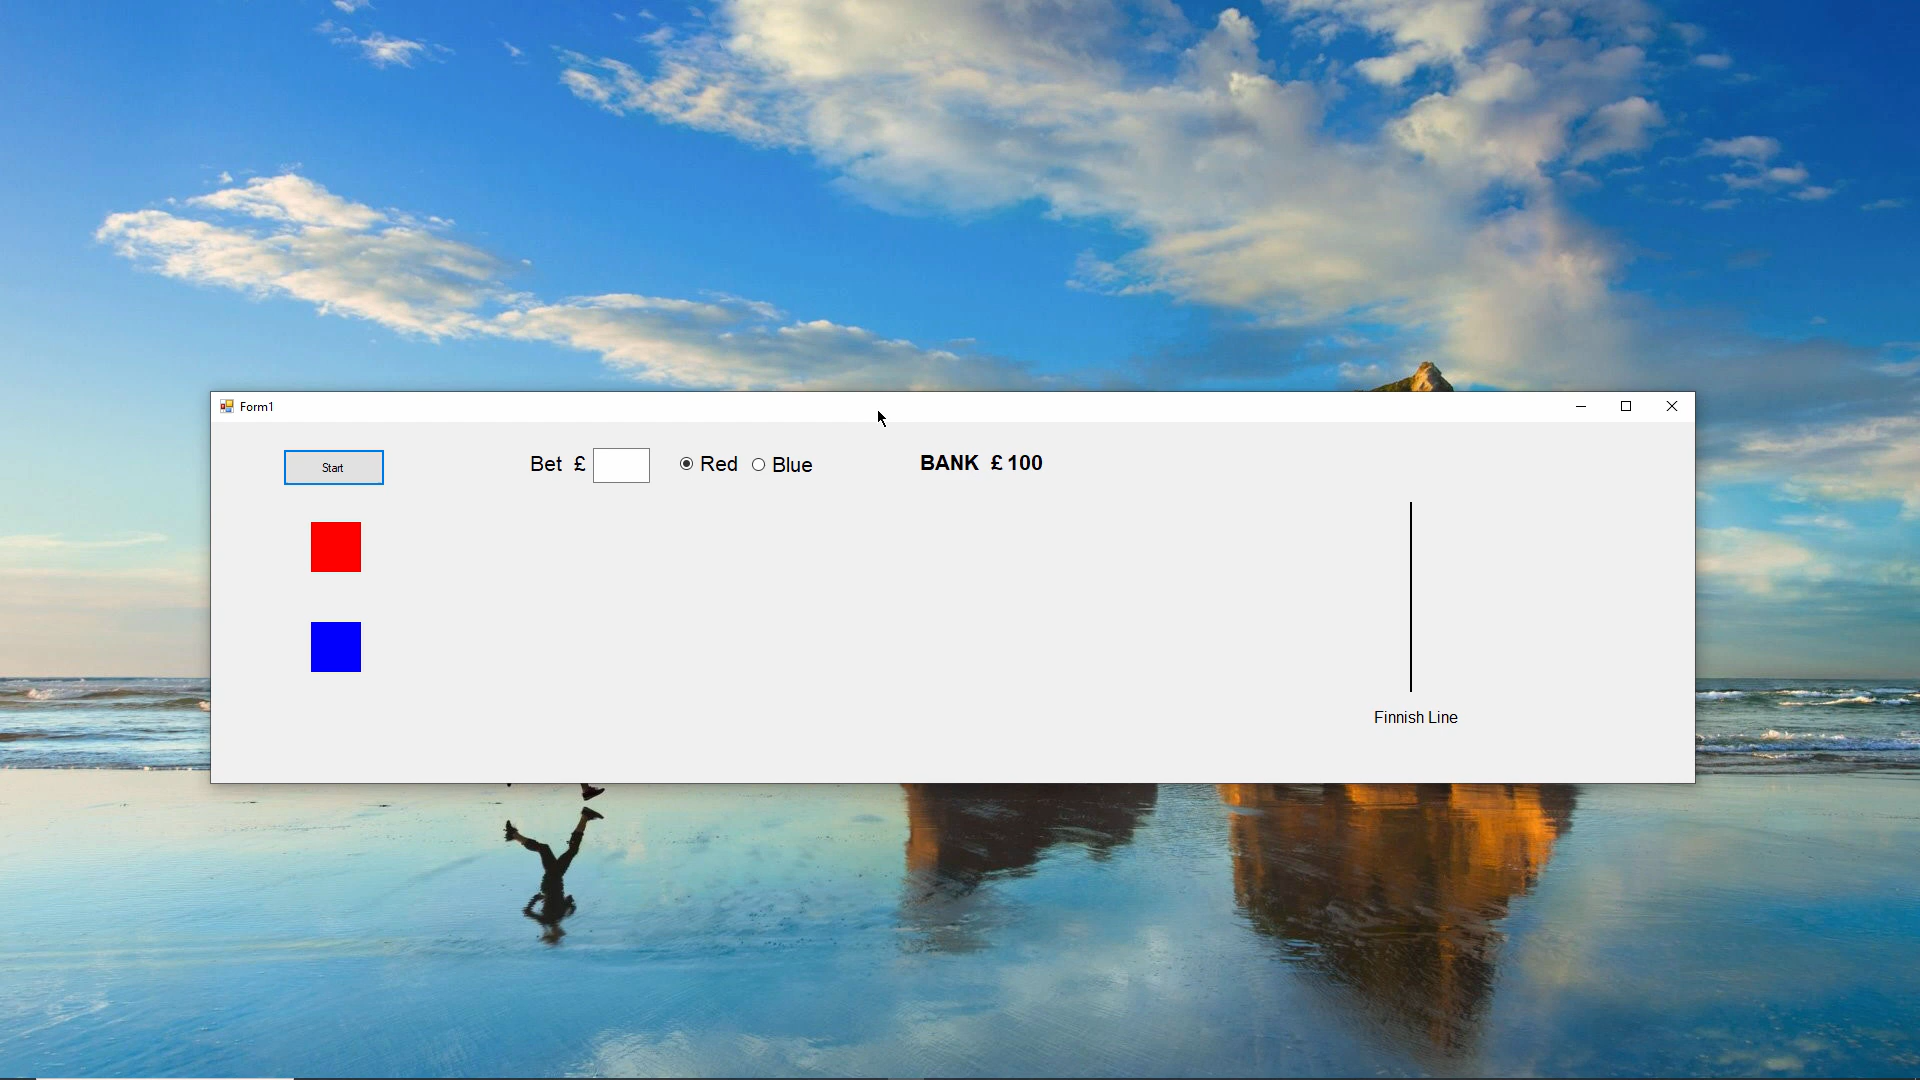 Form1
Start
Bet £
Red
Blue
BANK £ 100
Finnish Line